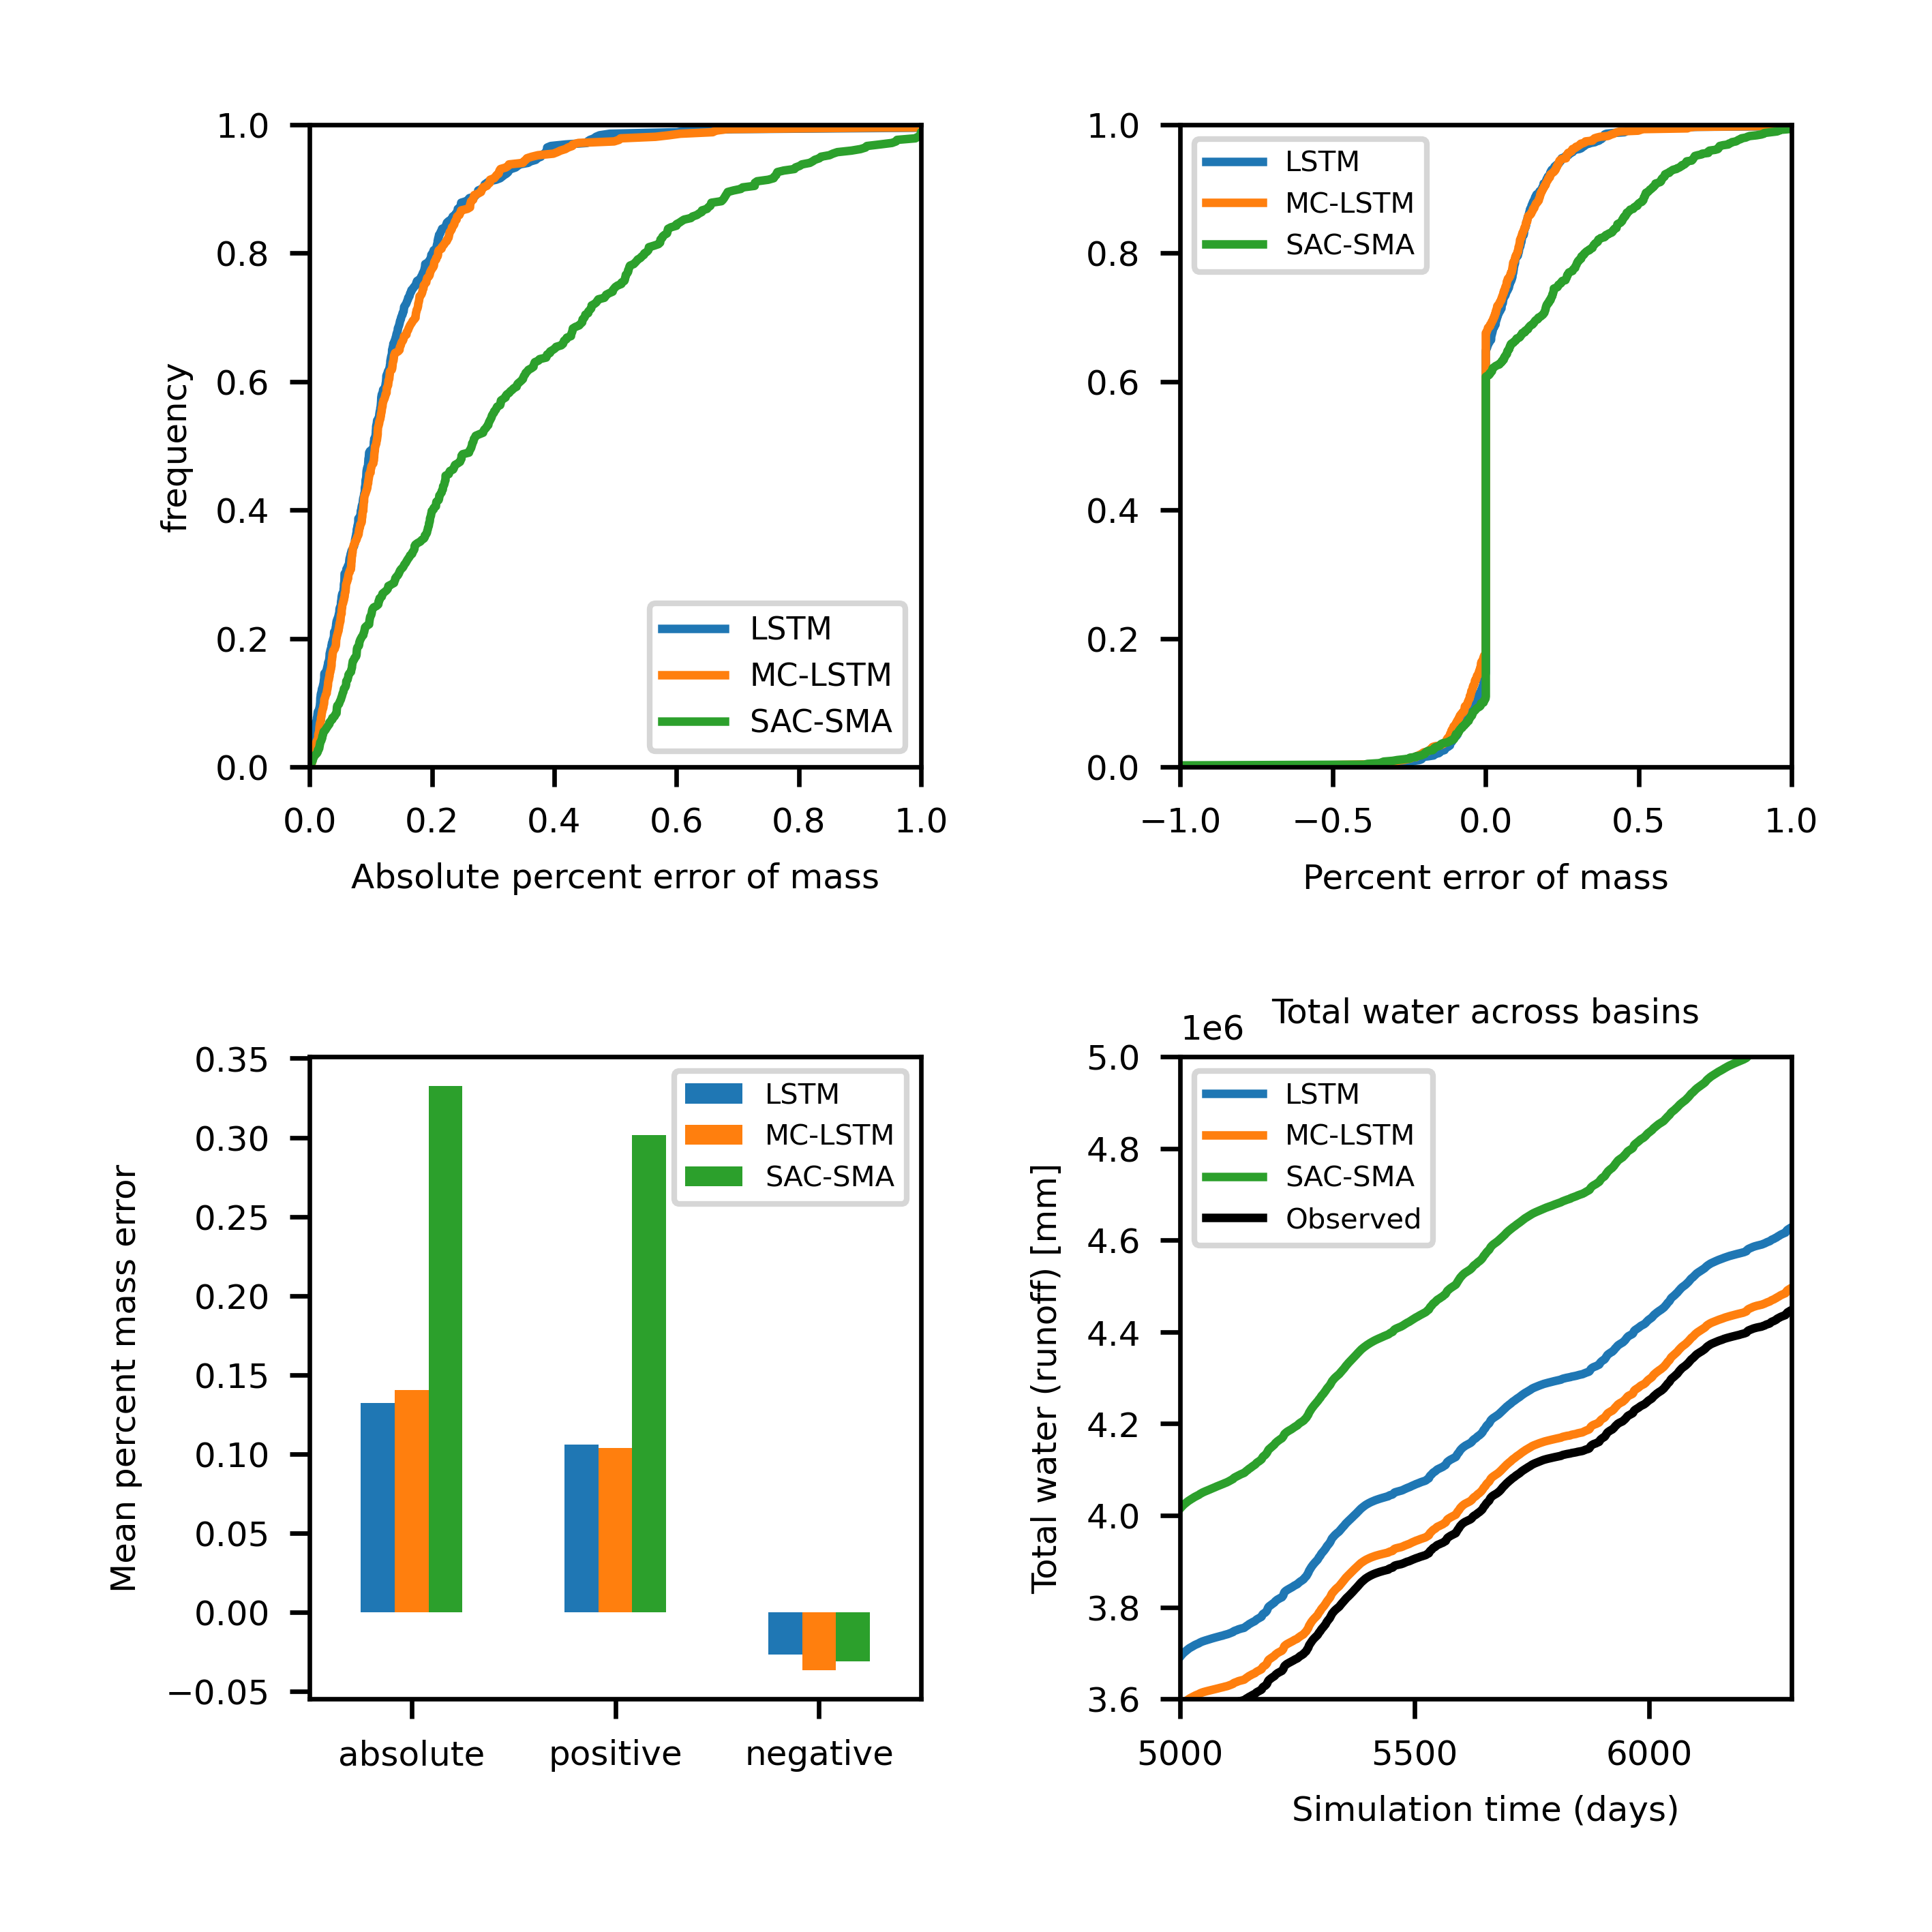 1.0
0.8
0.6
0.4
0.2
0.0
frequency
0.0 0.2 0.4 0.6 0.8 1.0
Absolute percent error of mass
LSTM
MC-LSTM
SAC-SMA
1.0
0.8
0.6
0.4
0.2
0.0
−1.0 −0.5 0.0 0.5 1.0
Percent error of mass
LSTM
MC-LSTM
SAC-SMA
0.35
0.30
0.25
0.20
0.15
0.10
0.05
0.00
−0.05
Mean percent mass error
absolute positive negative
LSTM
MC-LSTM
SAC-SMA
Total water across basins
1e6
5.0
4.8
4.6
4.4
4.2
4.0
3.8
3.6
Total water (runoff) [mm]
5000 5500 6000
Simulation time (days)
LSTM
MC-LSTM
SAC-SMA
Observed